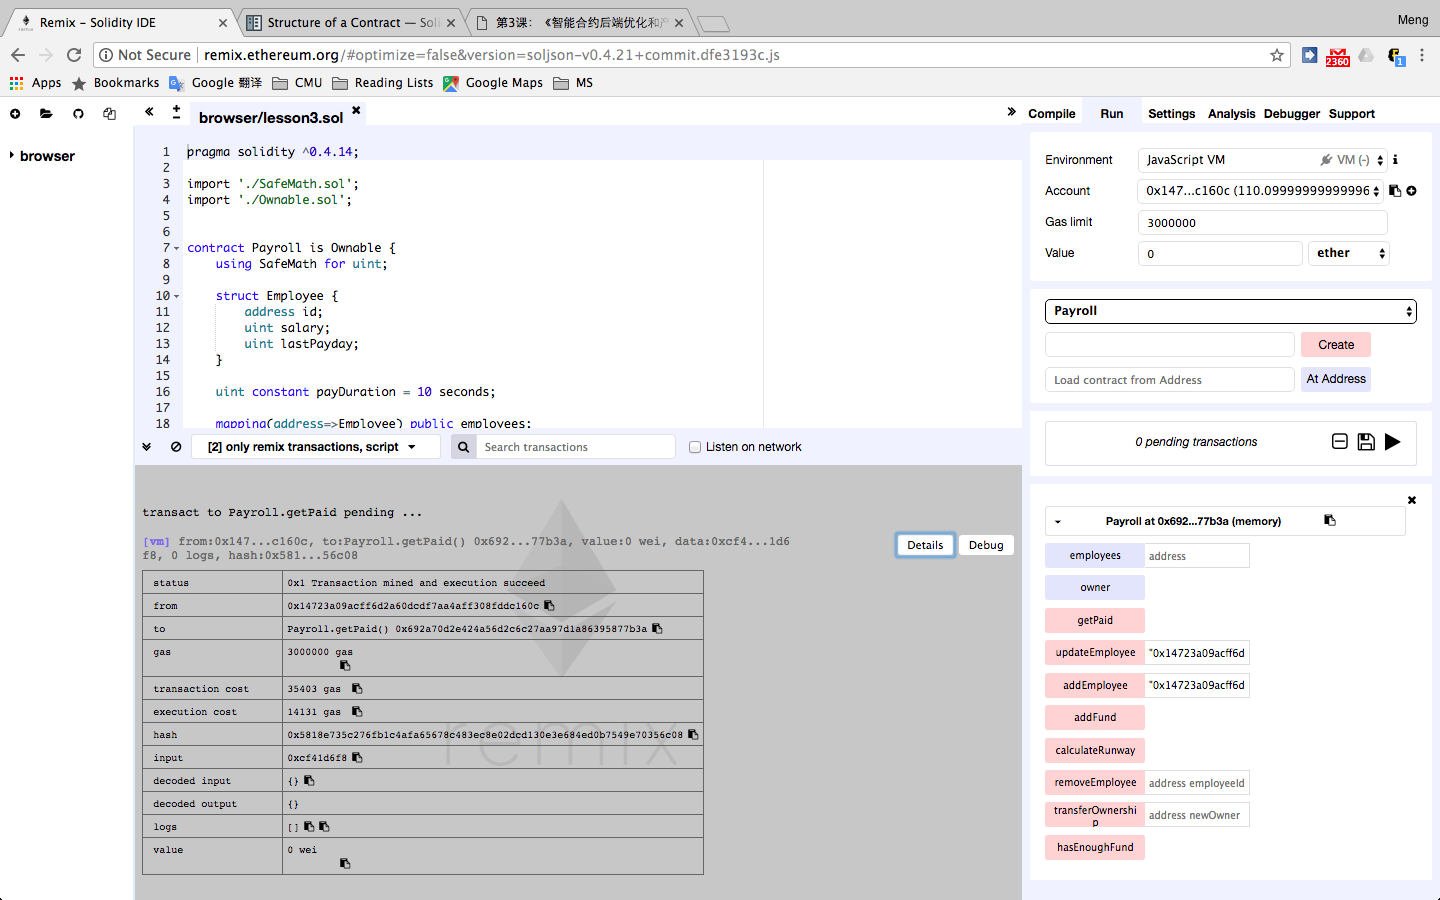 Remix - Solidity IDE
Structure of a Contract — Soli
第3课：《智能合约后端优化和产
Meng
Not Secure
remix.ethereum.org/#optimize=false&version=soljson-v0.4.21+commit.dfe3193c.js
2360
1
Apps
Bookmarks
Google 翻译
CMU
Reading Lists
Google Maps
MS
browser
browser/lesson3.sol
Compile
Run
Settings
Analysis
Debugger
Support
1 pragma solidity ^0.4.14;
2
3 import './SafeMath.sol';
4 import './Ownable.sol';
5
6
7 contract Payroll is Ownable {
8 using SafeMath for uint;
9
10 struct Employee {
11 address id;
12 uint salary;
13 uint lastPayday;
14 }
15
16 uint constant payDuration = 10 seconds;
17
18 mapping(address=>Employee) public employees;
[2] only remix transactions, script
Search transactions
Listen on network
transact to Payroll.getPaid pending ...
[vm] from:0x147...c160c, to:Payroll.getPaid() 0x692...77b3a, value:0 wei, data:0xcf4...1d6
f8, 0 logs, hash:0x581...56c08
Details
Debug
status 0x1 Transaction mined and execution succeed
from 0x14723a09acff6d2a60dcdf7aa4aff308fddc160c
to Payroll.getPaid() 0x692a70d2e424a56d2c6c27aa97d1a86395877b3a
gas 3000000 gas
transaction cost 35403 gas
execution cost 14131 gas
hash 0x5818e735c276fb1c4afa65678c483ec8e02dcd130e3e684ed0b7549e70356c08
input 0xcf41d6f8
decoded input {}
decoded output {}
logs []
value 0 wei
remix
Environment
JavaScript VM
VM (-)
Account
0x147...c160c (110.09999999999996
Gas limit
3000000
Value
0
ether
Payroll
Create
Load contract from Address
At Address
0 pending transactions
Payroll at 0x692...77b3a (memory)
employees
address
owner
getPaid
updateEmployee
"0x14723a09acff6d
addEmployee
"0x14723a09acff6d
addFund
calculateRunway
removeEmployee
address employeeId
transferOwnershi
p
address newOwner
hasEnoughFund